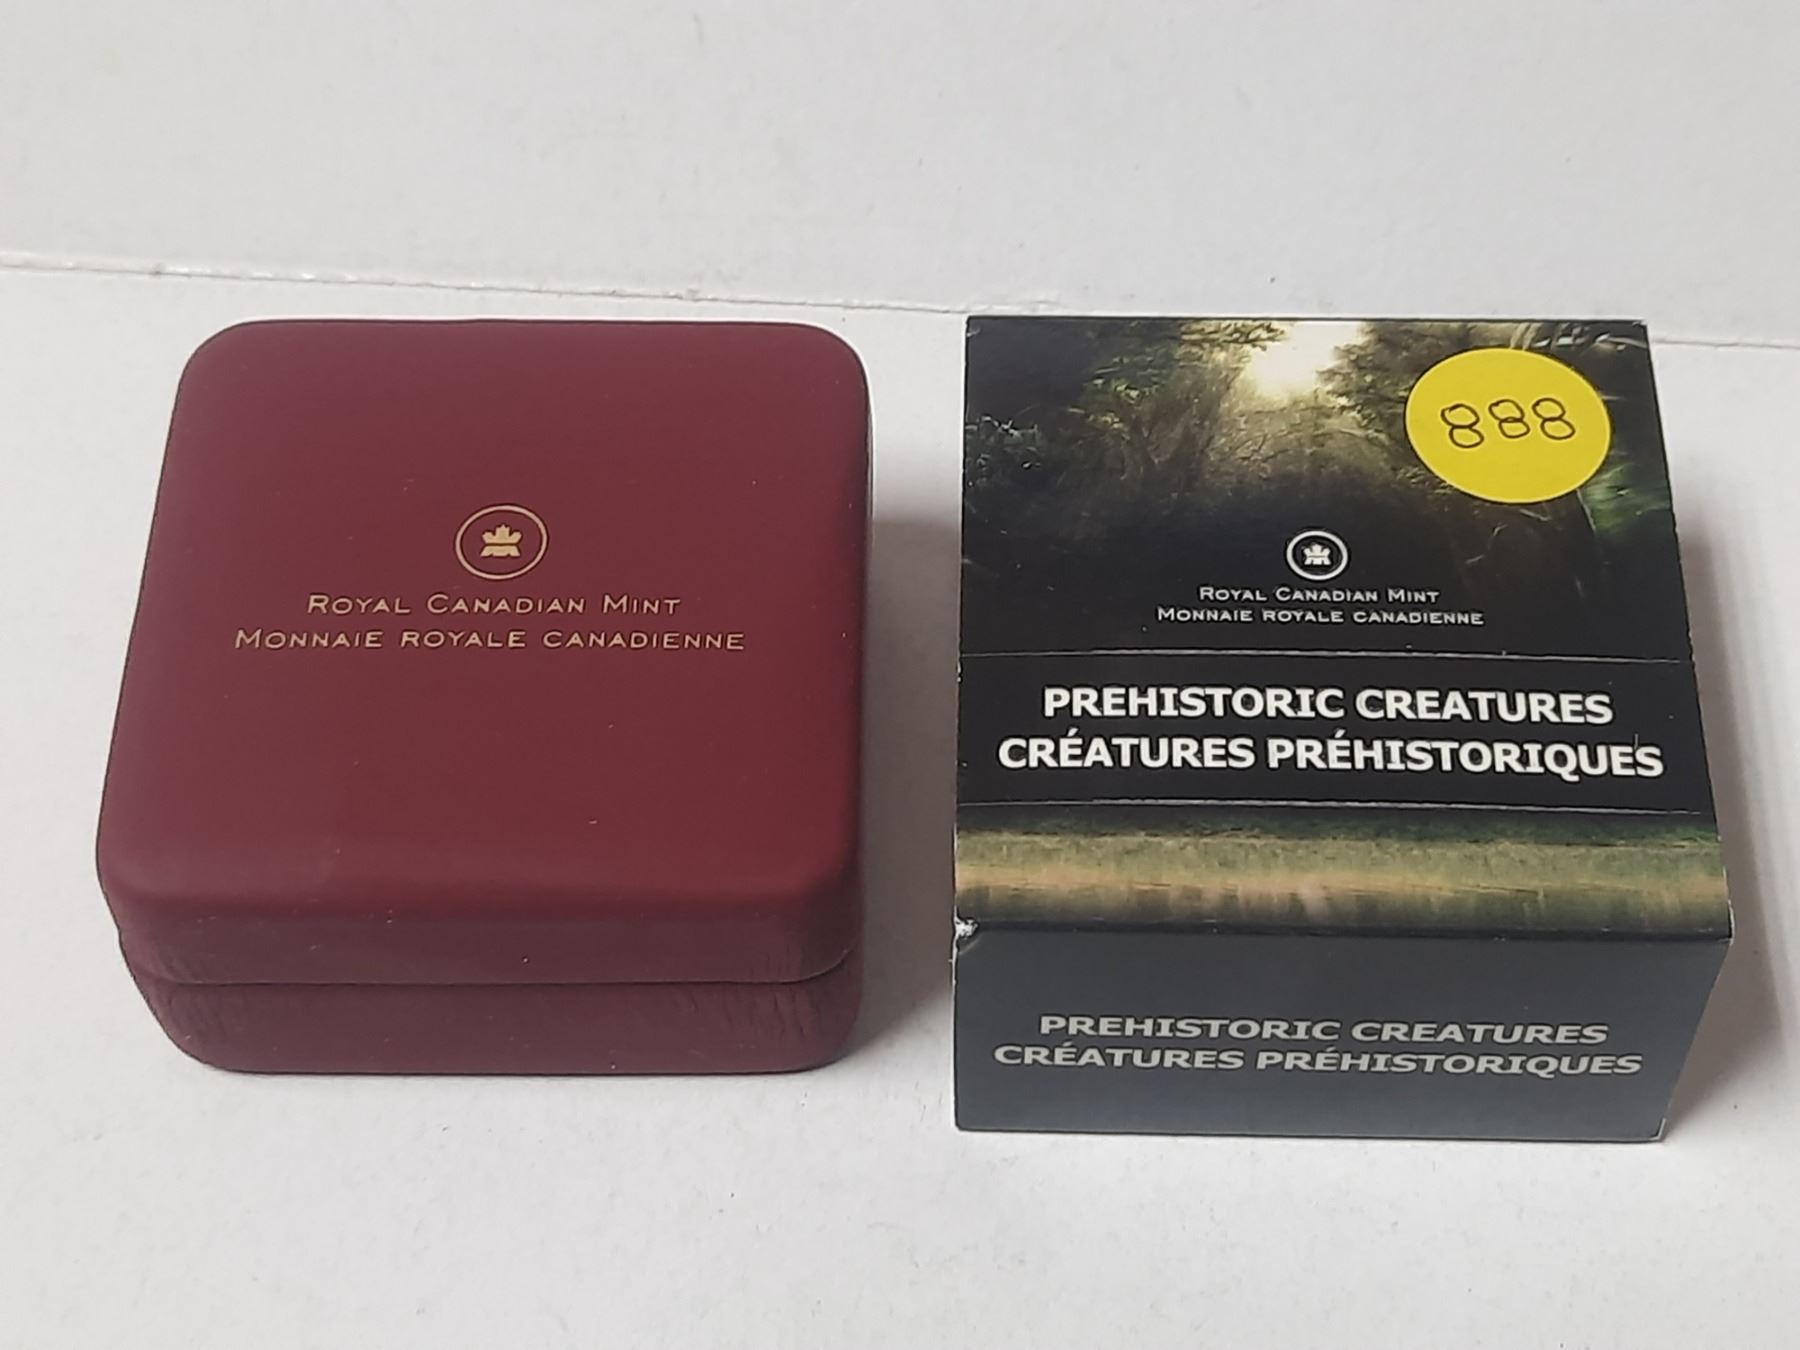 ROYAL CANADIAN MINT
MONNAIE ROYALE CANADIENNE
888
ROYAL CANADIAN MINT
MONNAIE ROYALE CANADIENNE
PREHISTORIC CREATURES
CRÉATURES PRÉHISTORIQUES
PREHISTORIC CREATURES
CRÉATURES PRÉHISTORIQUES